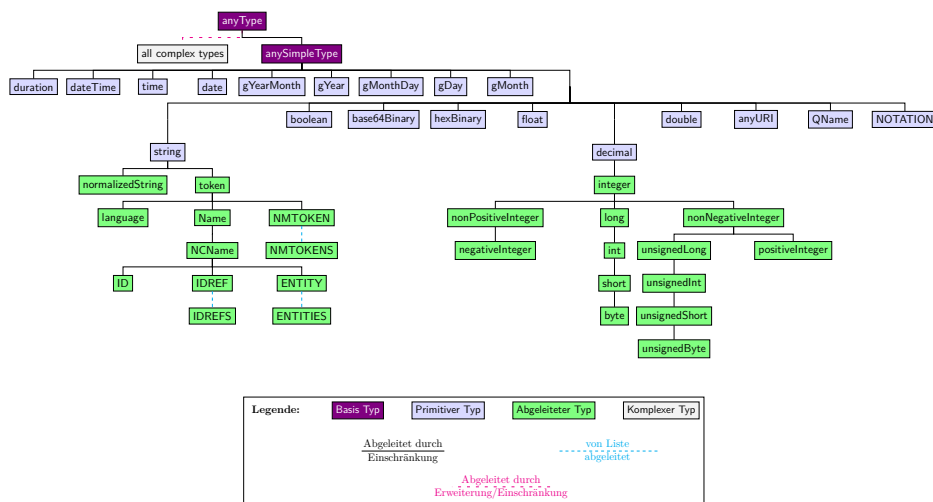 anyType
all complex types anySimpleType
duration dateTime time date gYearMonth gYear gMonthDay gDay gMonth
boolean base64Binary hexBinary float double anyURI QName NOTATION
string decimal
normalizedString token integer
language Name NMTOKEN nonPositiveInteger long nonNegativeInteger
NCName NMTOKENS negativeInteger int unsignedLong positiveInteger
ID IDREF ENTITY short unsignedInt
IDREFS ENTITIES byte unsignedShort
unsignedByte
Legende: Basis Typ Primitiver Typ Abgeleiteter Typ Komplexer Typ
Abgeleitet durch von Liste
Einschränkung abgeleitet
Abgeleitet durch
Erweiterung/Einschränkung